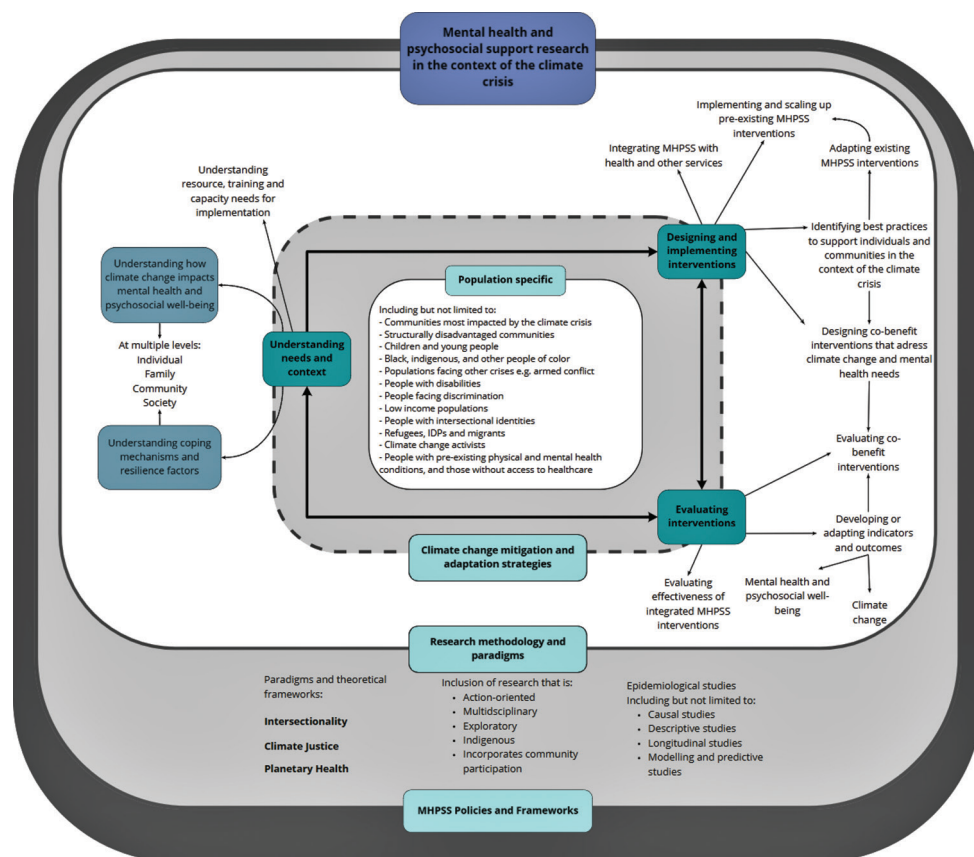 Mental health and
psychosocial support research
in the context of the climate
crisis
Implementing and scaling up
pre-existing MHPSS
interventions
Integrating MHPSS with
health and other services
Adapting existing
MHPSS interventions
Understanding
resource, training and
capacity needs for
implementation
Designing and
implementing
interventions
Identifying best practices
to support individuals and
communities in the
context of the climate
crisis
Understanding how
climate change impacts
mental health and
psychosocial well-being
Population specific
Including but not limited to:
- Communities most impacted by the climate crisis
- Structurally disadvantaged communities
- Children and young people
- Black, indigenous, and other people of color
- Populations facing other crises e.g. armed conflict
- People with disabilities
- People facing discrimination
- Low income populations
- People with intersectional identities
- Refugees, IDPs and migrants
- Climate change activists
- People with pre-existing physical and mental health
conditions, and those without access to healthcare
Understanding
needs and
context
At multiple levels:
Individual
Family
Community
Society
Designing co-benefit
interventions that adress
climate change and mental
health needs
Understanding coping
mechanisms and
resilience factors
Evaluating co-
benefit
interventions
Evaluating
interventions
Developing or
adapting indicators
and outcomes
Climate change mitigation and
adaptation strategies
Evaluating
effectiveness of
integrated MHPSS
interventions
Mental health and
psychosocial well-
being
Climate
change
Research methodology and
paradigms
Paradigms and theoretical
frameworks:
Intersectionality
Climate Justice
Planetary Health
Inclusion of research that is:
• Action-oriented
• Multidsciplinary
• Exploratory
• Indigenous
• Incorporates community
participation
Epidemiological studies
Including but not limited to:
• Causal studies
• Descriptive studies
• Longitudinal studies
• Modelling and predictive
studies
MHPSS Policies and Frameworks